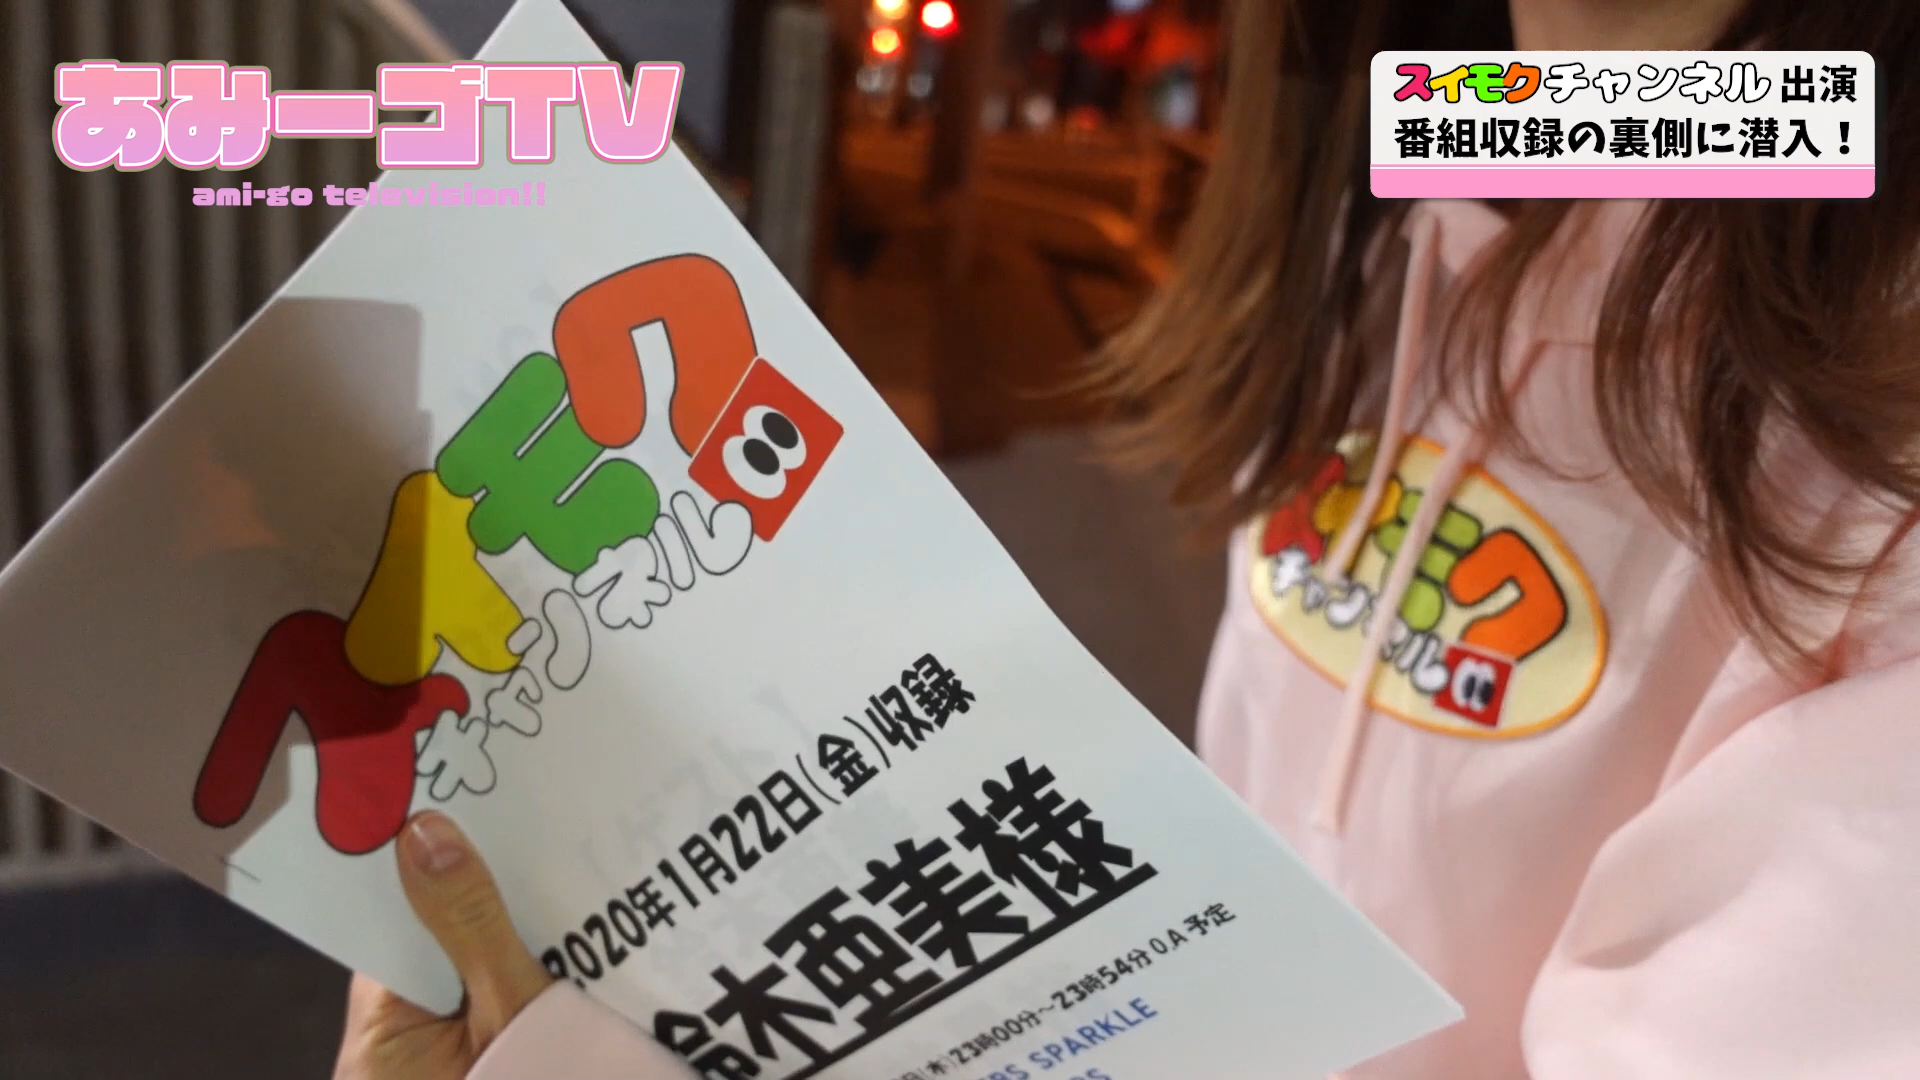 あみーゴTV
ami-go television!!
スイモクチャンネル 出演
番組収録の裏側に潜入！
スイモク
チャンネル
2020年1月22日(金)収録
鈴木亜美様
(木)23時00分～23時54分 O.A 予定
SPARKLE
スイモク
チャンネル